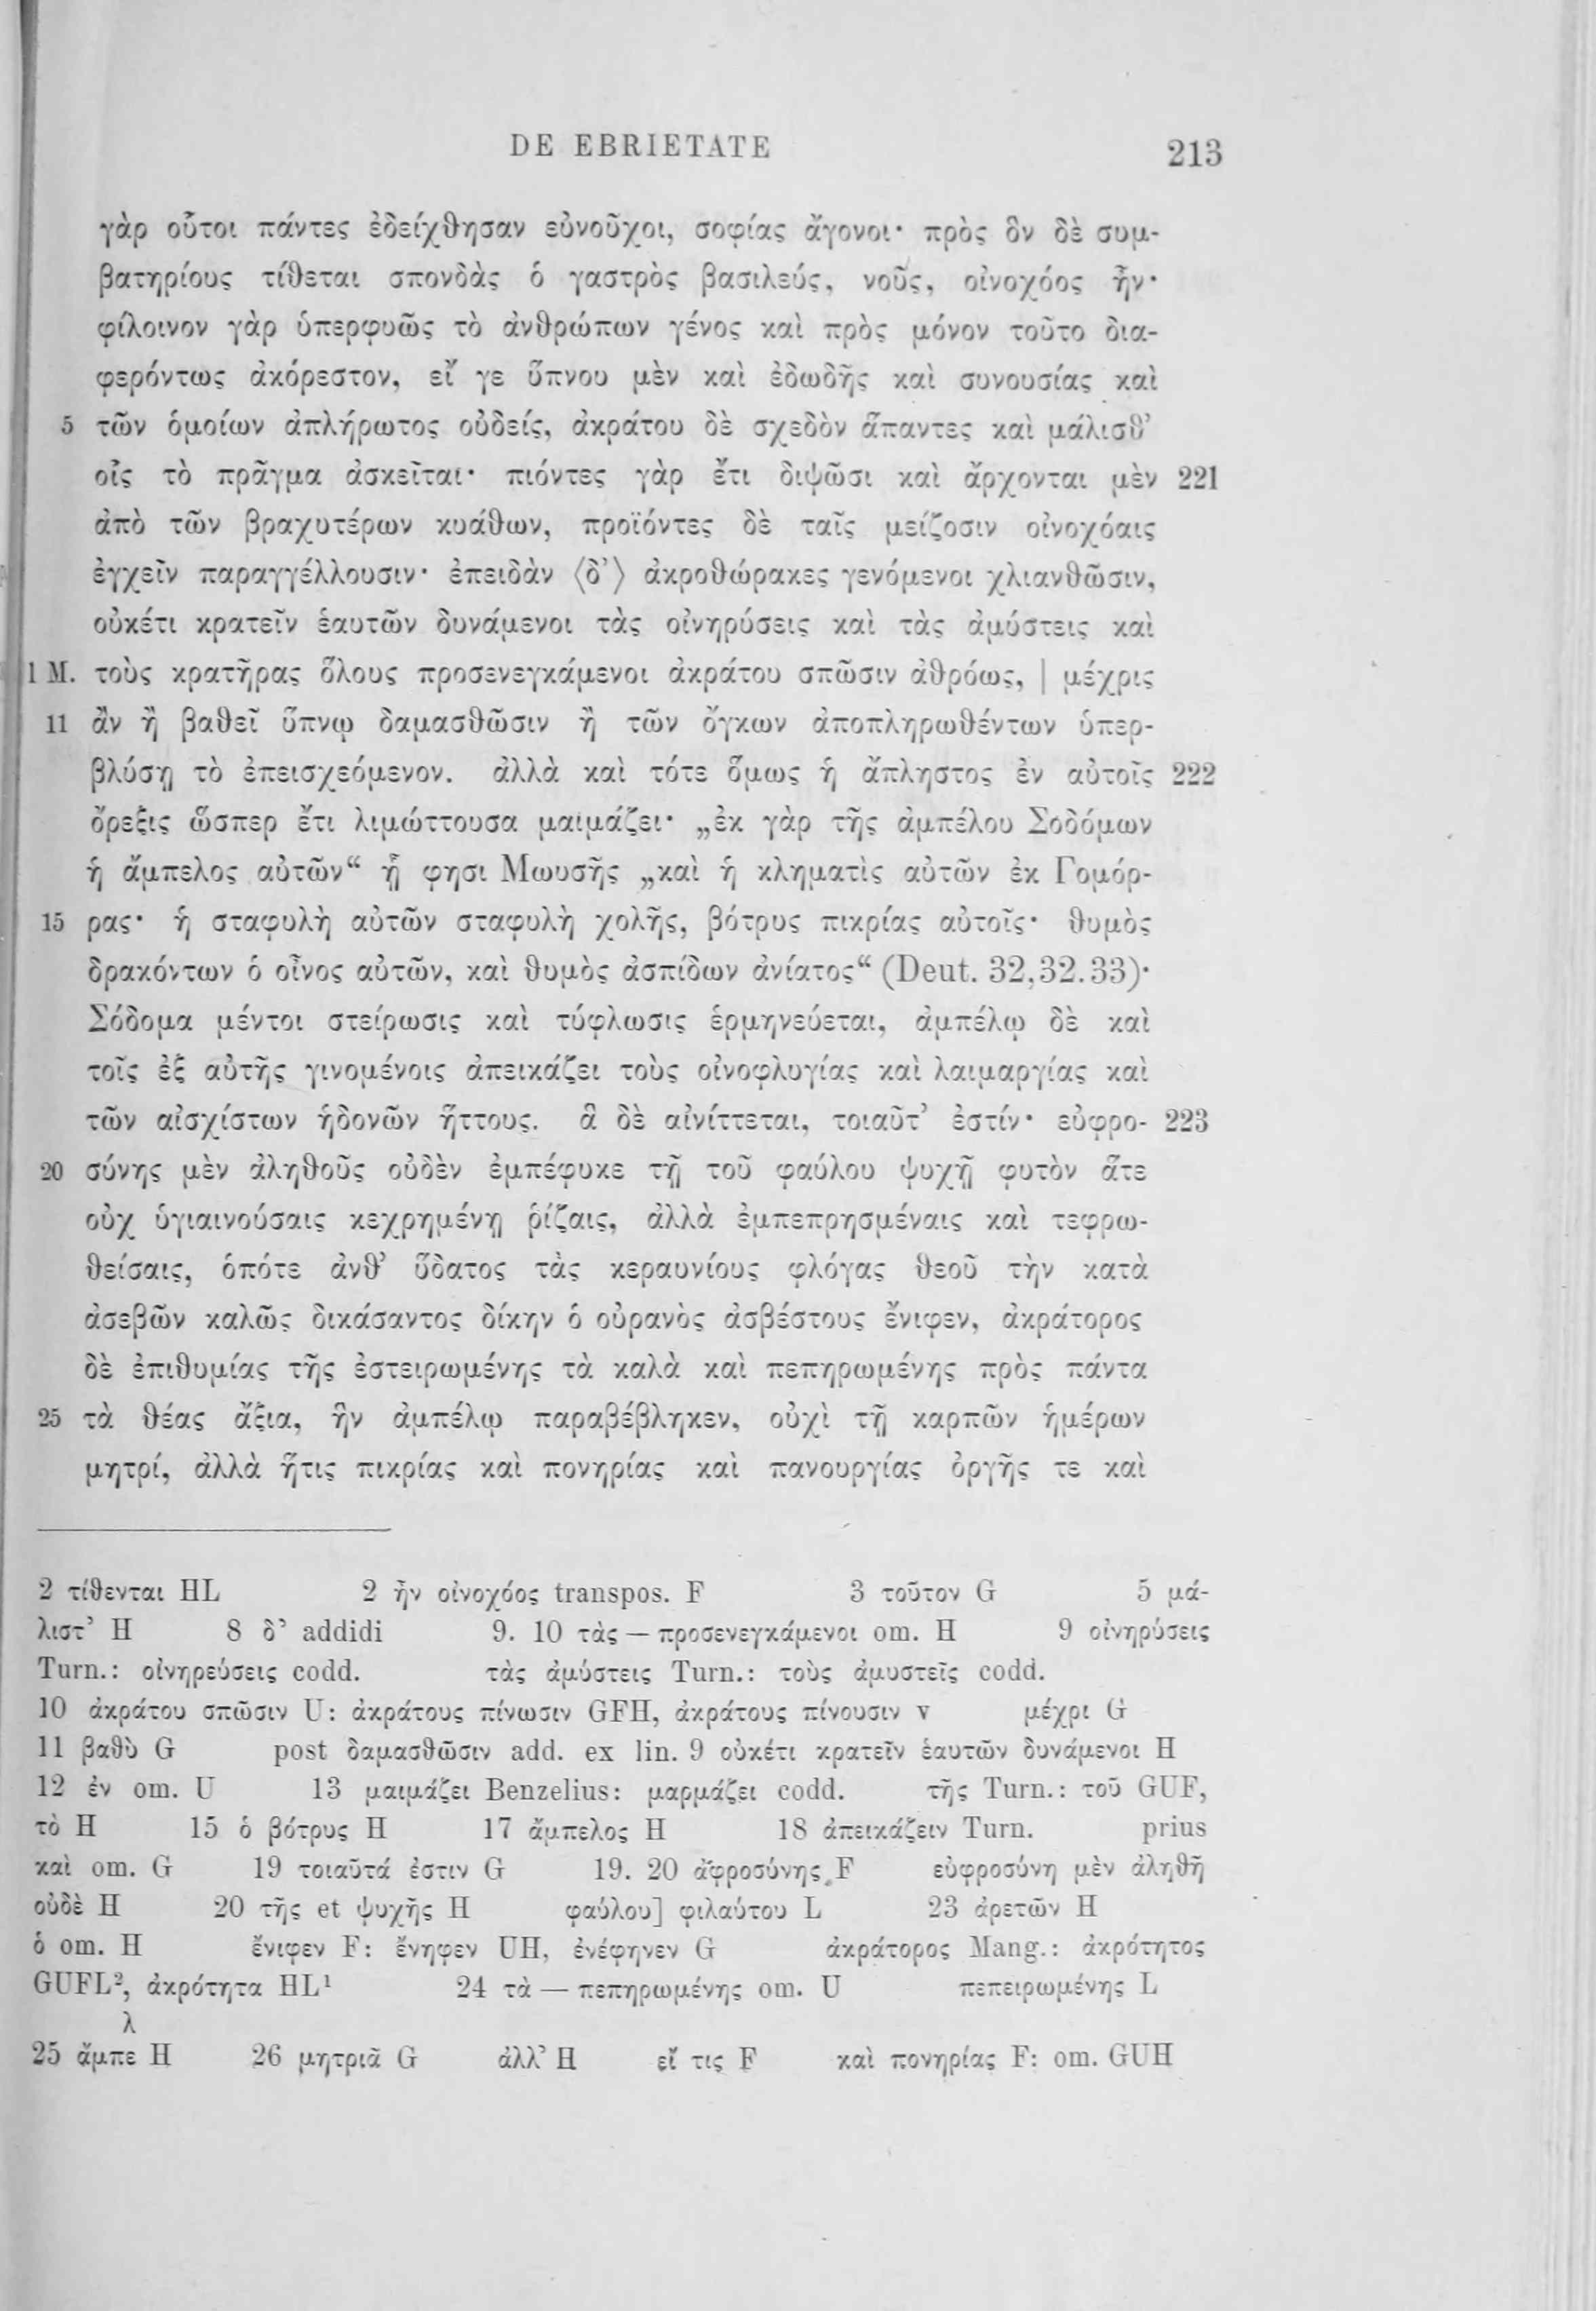 DE EBRIETATE 213
γὰρ οὗτοι πάντες ἐδείχθησαν εὐνοῦχοι, σοφίας ἄγονοι· πρὸς ὃν δὲ συμ-
βατηρίους τίθεται σπονδὰς ὁ γαστρὸς βασιλεύς, νοῦς, οἰνοχόος ἦν·
φίλοινον γὰρ ὑπερφυῶς τὸ ἀνθρώπων γένος καὶ πρὸς μόνον τοῦτο δια-
φερόντως ἀκόρεστον, εἴ γε ὕπνου μὲν καὶ ἐδωδῆς καὶ συνουσίας καὶ
5 τῶν ὁμοίων ἀπλήρωτος οὐδείς, ἀκράτου δὲ σχεδὸν ἅπαντες καὶ μάλισθ’
οἷς τὸ πρᾶγμα ἀσκεῖται· πιόντες γὰρ ἔτι διψῶσι καὶ ἄρχονται μὲν 221
ἀπὸ τῶν βραχυτέρων κυάθων, προϊόντες δὲ ταῖς μείζοσιν οἰνοχόαις
ἐγχεῖν παραγγέλλουσιν· ἐπειδὰν ⟨δ’⟩ ἀκροθώρακες γενόμενοι χλιανθῶσιν,
οὐκέτι κρατεῖν ἑαυτῶν δυνάμενοι τὰς οἰνηρύσεις καὶ τὰς ἀμύστεις καὶ
1 M. τοὺς κρατῆρας ὅλους προσενεγκάμενοι ἀκράτου σπῶσιν ἀθρόως, | μέχρις
11 ἂν ἢ βαθεῖ ὕπνῳ δαμασθῶσιν ἢ τῶν ὄγκων ἀποπληρωθέντων ὑπερ-
βλύσῃ τὸ ἐπεισχεόμενον. ἀλλὰ καὶ τότε ὅμως ἡ ἄπληστος ἐν αὐτοῖς 222
ὄρεξις ὥσπερ ἔτι λιμώττουσα μαιμάζει· „ἐκ γὰρ τῆς ἀμπέλου Σοδόμων
ἡ ἄμπελος αὐτῶν“ ᾗ φησι Μωυσῆς „καὶ ἡ κληματὶς αὐτῶν ἐκ Γομόρ-
15 ρας· ἡ σταφυλὴ αὐτῶν σταφυλὴ χολῆς, βότρυς πικρίας αὐτοῖς· θυμὸς
δρακόντων ὁ οἶνος αὐτῶν, καὶ θυμὸς ἀσπίδων ἀνίατος“ (Deut. 32,32.33)·
Σόδομα μέντοι στείρωσις καὶ τύφλωσις ἑρμηνεύεται, ἀμπέλῳ δὲ καὶ
τοῖς ἐξ αὐτῆς γινομένοις ἀπεικάζει τοὺς οἰνοφλυγίας καὶ λαιμαργίας καὶ
τῶν αἰσχίστων ἡδονῶν ἥττους. ἃ δὲ αἰνίττεται, τοιαῦτ’ ἐστίν· εὐφρο- 223
20 σύνης μὲν ἀληθοῦς οὐδὲν ἐμπέφυκε τῇ τοῦ φαύλου ψυχῇ φυτὸν ἅτε
οὐχ ὑγιαινούσαις κεχρημένῃ ῥίζαις, ἀλλὰ ἐμπεπρησμέναις καὶ τεφρω-
θείσαις, ὁπότε ἀνθ’ ὕδατος τὰς κεραυνίους φλόγας θεοῦ τὴν κατὰ
ἀσεβῶν καλῶς δικάσαντος δίκην ὁ οὐρανὸς ἀσβέστους ἔνιφεν, ἀκράτορος
δὲ ἐπιθυμίας τῆς ἐστειρωμένης τὰ καλὰ καὶ πεπηρωμένης πρὸς πάντα
25 τὰ θέας ἄξια, ἣν ἀμπέλῳ παραβέβληκεν, οὐχὶ τῇ καρπῶν ἡμέρων
μητρί, ἀλλὰ ἥτις πικρίας καὶ πονηρίας καὶ πανουργίας ὀργῆς τε καὶ
2 τίθενται HL 2 ἦν οἰνοχόος transpos. F 3 τοῦτον G 5 μά-
λιστ’ H 8 δ’ addidi 9. 10 τὰς — προσενεγκάμενοι om. H 9 οἰνηρύσεις
Turn.: οἰνηρεύσεις codd. τὰς ἀμύστεις Turn.: τοὺς ἀμυστεῖς codd.
10 ἀκράτου σπῶσιν U: ἀκράτους πίνωσιν GFH, ἀκράτους πίνουσιν v μέχρι G
11 βαθὺ G post δαμασθῶσιν add. ex lin. 9 οὐκέτι κρατεῖν ἑαυτῶν δυνάμενοι H
12 ἐν om. U 13 μαιμάζει Benzelius: μαρμάζει codd. τῆς Turn.: τοῦ GUF,
τὸ H 15 ὁ βότρυς H 17 ἄμπελος H 18 ἀπεικάζειν Turn. prius
καὶ om. G 19 τοιαῦτά ἐστιν G 19. 20 ἀφροσύνης F εὐφροσύνη μὲν ἀληθῆ
οὐδὲ H 20 τῆς et ψυχῆς H φαύλου] φιλαύτου L 23 ἀρετῶν H
ὁ om. H ἔνιφεν F: ἔνηφεν UH, ἐνέφηνεν G ἀκράτορος Mang.: ἀκρότητος
GUFL², ἀκρότητα HL¹ 24 τὰ — πεπηρωμένης om. U πεπειρωμένης L
λ
25 ἄμπε H 26 μητριᾶ G ἀλλ’ H εἴ τις F καὶ πονηρίας F: om. GUH